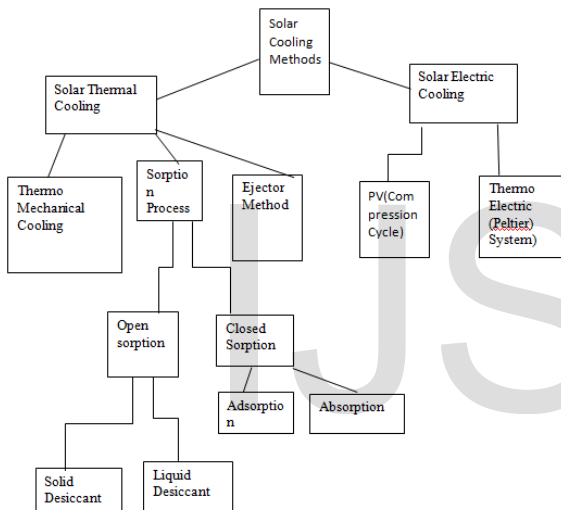 Solar
Cooling
Methods
Solar Thermal
Cooling
Solar Electric
Cooling
Thermo
Mechanical
Cooling
Sorptio
n
Process
Ejector
Method
PV(Com
pression
Cycle)
Thermo
Electric
(Peltier)
System)
Open
sorption
Closed
Sorption
Adsorptio
n
Absorption
Solid
Desiccant
Liquid
Desiccant
IJS